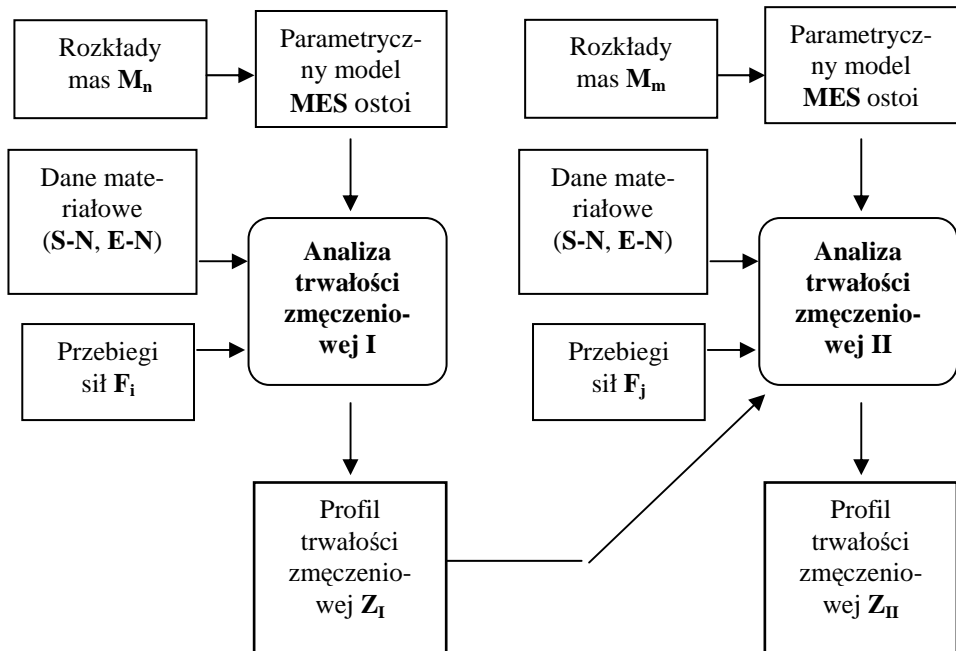 Rozkłady
mas Mn
Parametrycz-
ny model
MES ostoi
Dane mate-
riałowe
(S-N, E-N)
Analiza
trwałości
zmęczenio-
wej I
Przebiegi
sił Fi
Profil
trwałości
zmęczenio-
wej ZI
Rozkłady
mas Mm
Parametrycz-
ny model
MES ostoi
Dane mate-
riałowe
(S-N, E-N)
Analiza
trwałości
zmęczenio-
wej II
Przebiegi
sił Fj
Profil
trwałości
zmęczenio-
wej ZII